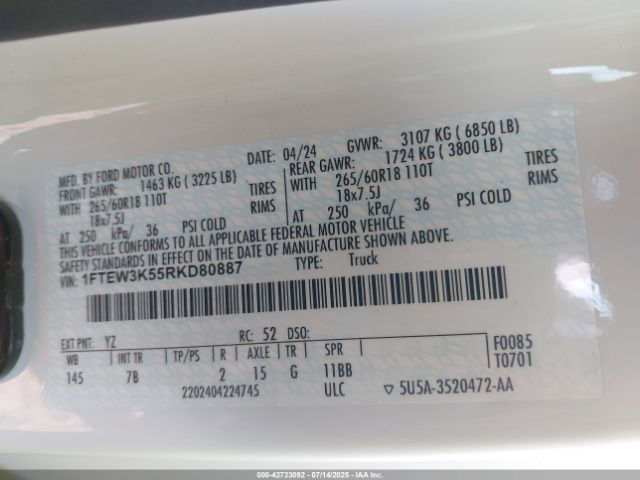 MFD. BY FORD MOTOR CO. DATE: 04/24 GVWR: 3107 KG ( 6850 LB)
FRONT GAWR: 1463 KG ( 3225 LB) REAR GAWR: 1724 KG ( 3800 LB)
WITH 265/60R18 110T TIRES WITH 265/60R18 110T TIRES
18x7.5J RIMS 18x7.5J RIMS
AT 250 kPa/ 36 PSI COLD AT 250 kPa/ 36 PSI COLD
THIS VEHICLE CONFORMS TO ALL APPLICABLE FEDERAL MOTOR VEHICLE
SAFETY STANDARDS IN EFFECT ON THE DATE OF MANUFACTURE SHOWN ABOVE.
VIN: 1FTEW3K55RKD80887 TYPE: Truck
EXT PNT: YZ RC: 52 DSO: F0085
WB INT TR TP/PS R AXLE TR SPR T0701
145 7B 2 15 G 11BB
2202404224745 ULC 5U5A-3520472-AA
000-42723092 07/14/2025 IAAI.COM